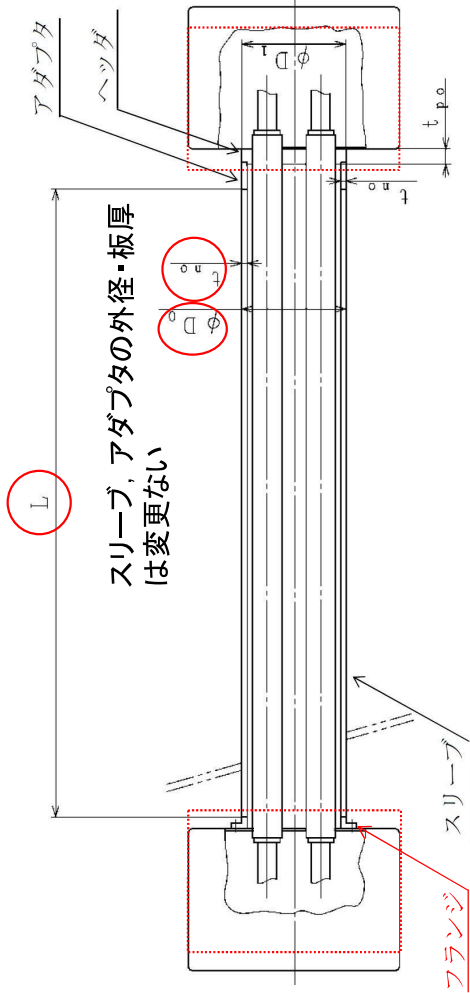 アダプタ
ヘッダ
φD1
tpo
tno
tno
φDo
L
スリーブ, アダプタの外径・板厚
は変更ない
スリーブ
フランジ